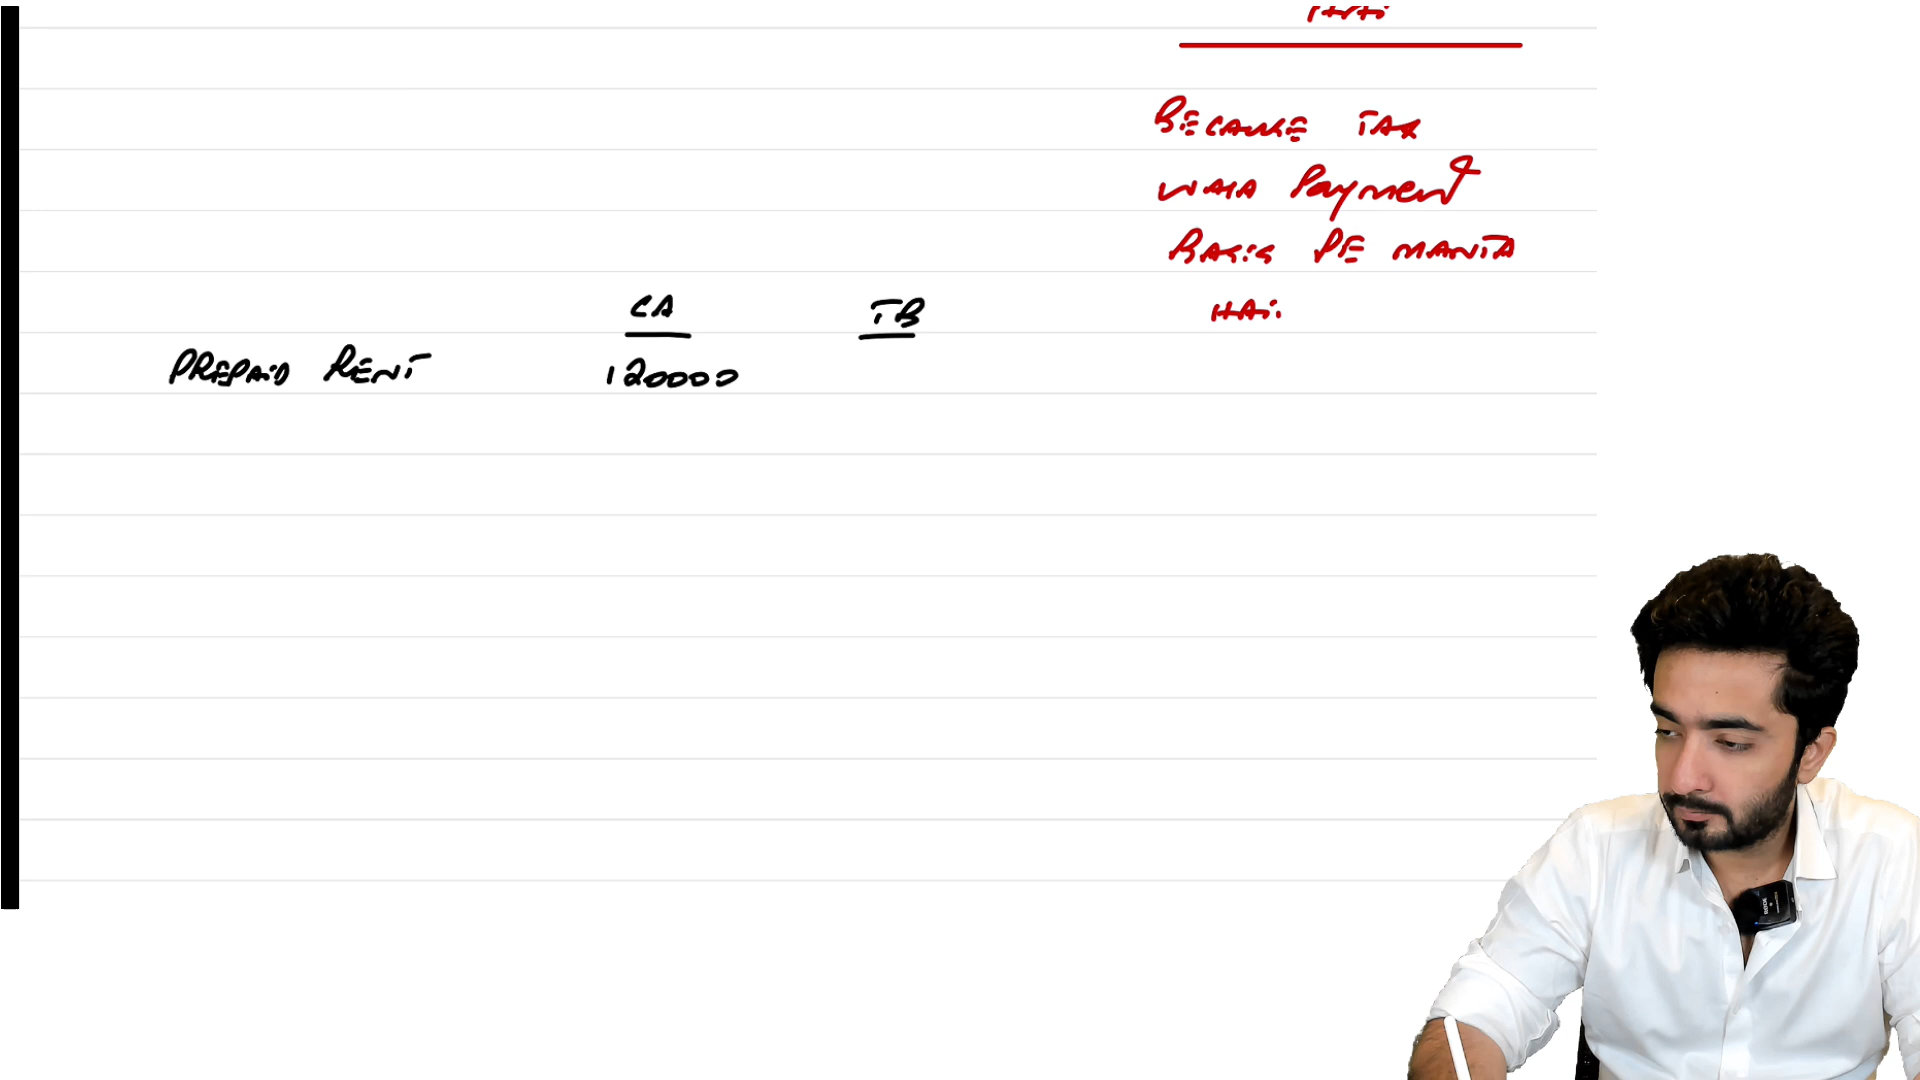 BECAUSE TAX
WALA Payment
BASIS PE MANTA
HAI.
CA TB
PREPAID RENT 120000